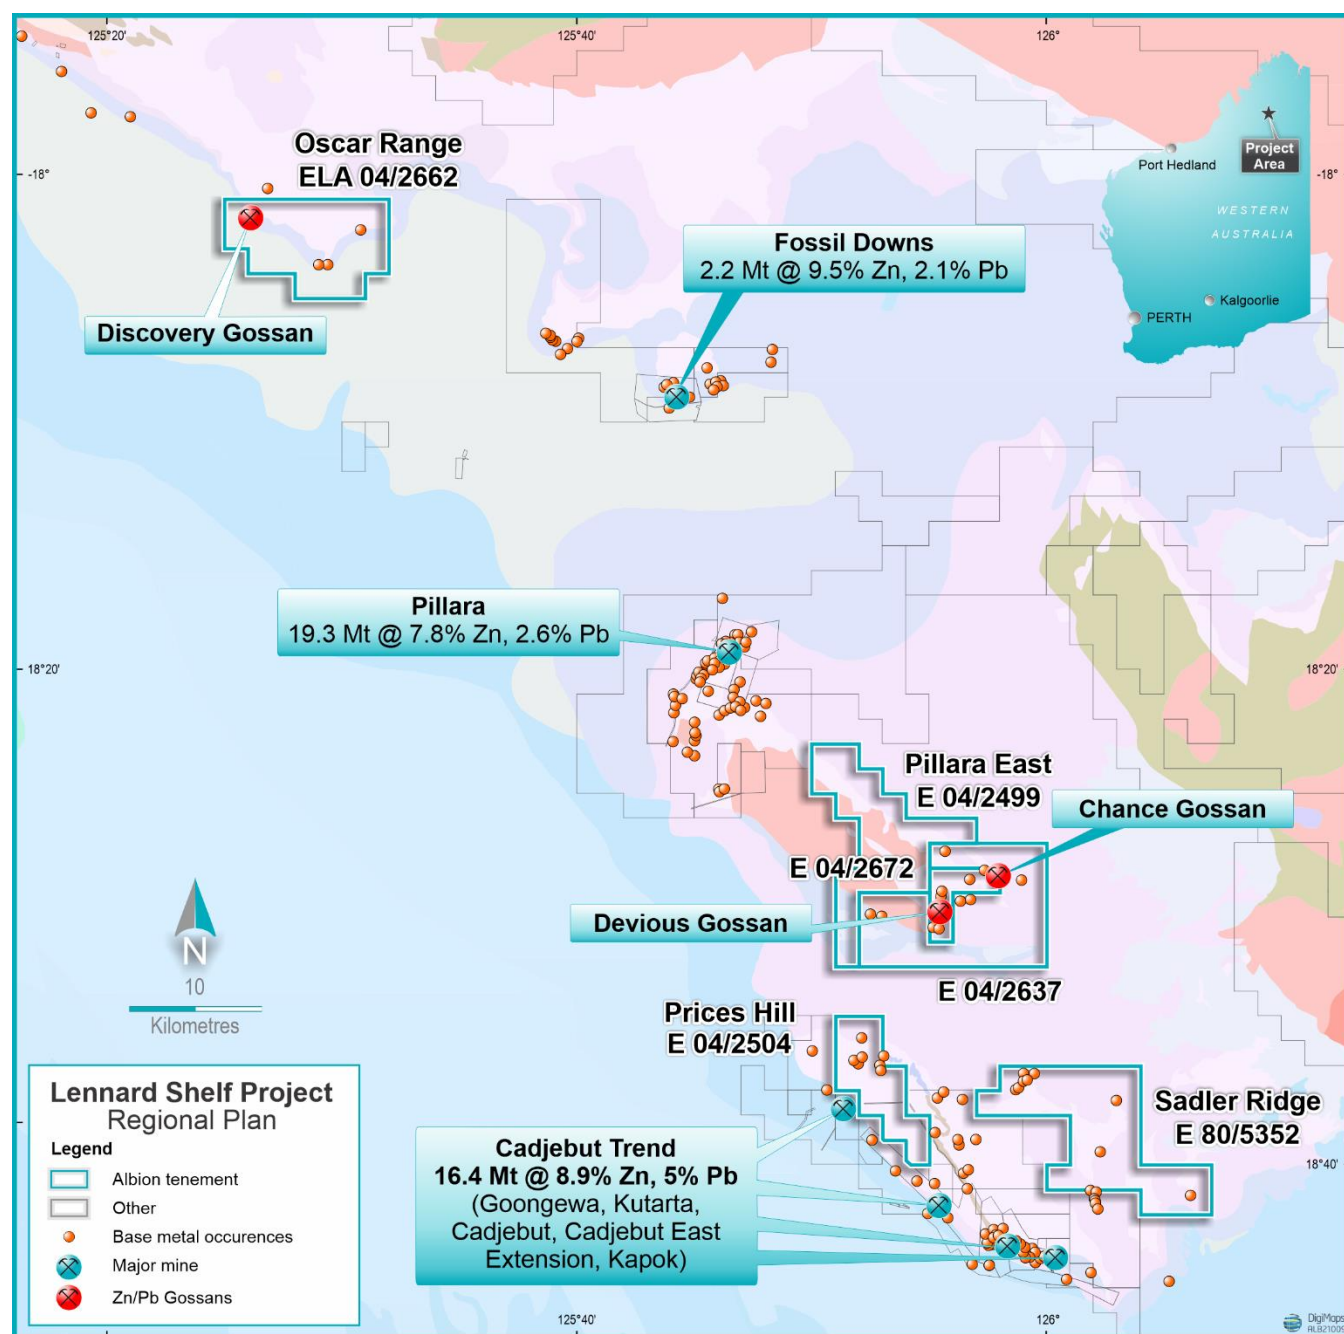 125°20'
125°40'
126°
Oscar Range
ELA 04/2662
-18°
-18°
Port Hedland
Project
Area
WESTERN
AUSTRALIA
Kalgoorlie
PERTH
Fossil Downs
2.2 Mt @ 9.5% Zn, 2.1% Pb
Discovery Gossan
Pillara
19.3 Mt @ 7.8% Zn, 2.6% Pb
18°20'
18°20'
Pillara East
E 04/2499
Chance Gossan
E 04/2672
Devious Gossan
E 04/2637
N
10
Kilometres
Prices Hill
E 04/2504
Sadler Ridge
E 80/5352
Cadjebut Trend
16.4 Mt @ 8.9% Zn, 5% Pb
(Goongewa, Kutarta,
Cadjebut, Cadjebut East
Extension, Kapok)
18°40'
Lennard Shelf Project
Regional Plan
Legend
Albion tenement
Other
Base metal occurences
Major mine
Zn/Pb Gossans
125°40'
126°